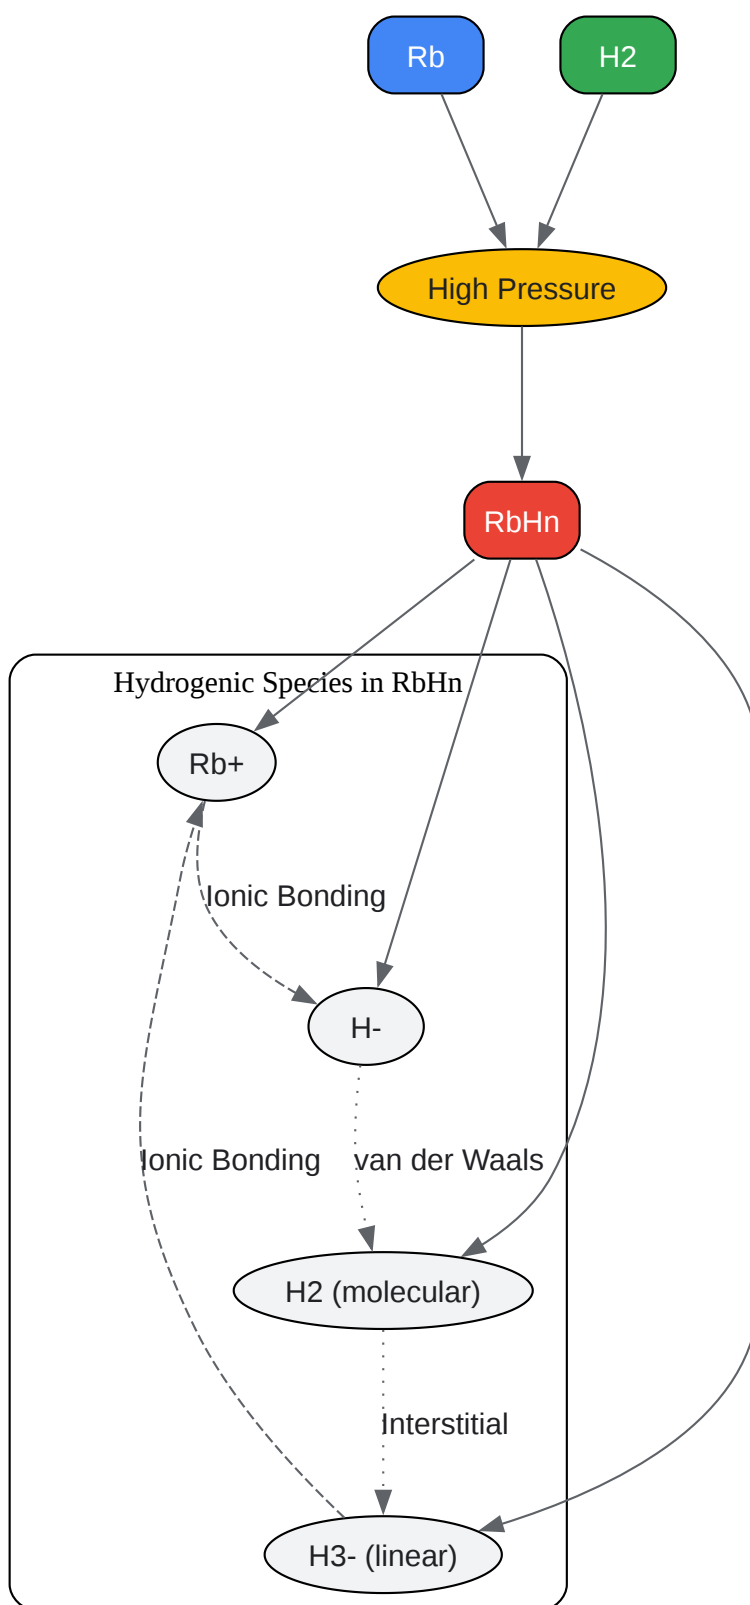 Rb
H2
High Pressure
RbHn
Hydrogenic Species in RbHn
Rb+
Ionic Bonding
H-
Ionic Bonding
van der Waals
H2 (molecular)
Interstitial
H3- (linear)